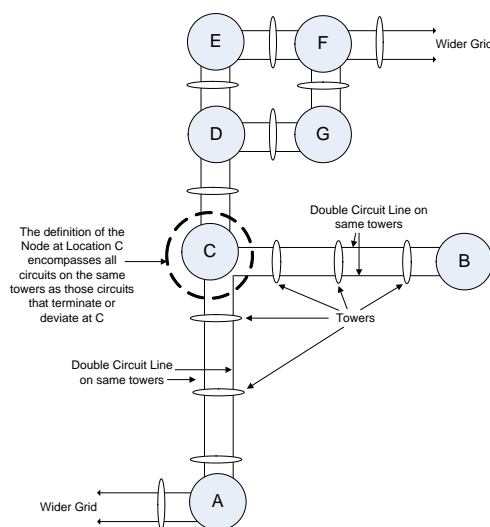 E
F
Wider Grid
D
G
Double Circuit Line on
same towers
The definition of the
Node at Location C
encompasses all
circuits on the same
towers as those circuits
that terminate or
deviate at C
C
B
Towers
Double Circuit Line
on same towers
A
Wider Grid